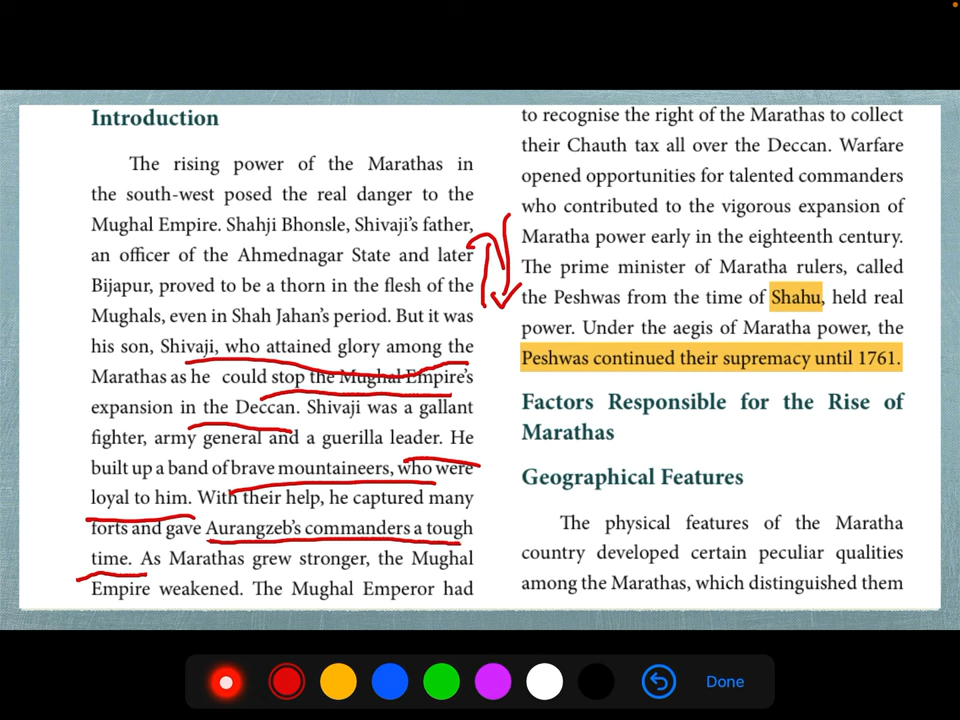 Introduction
The rising power of the Marathas in
the south-west posed the real danger to the
Mughal Empire. Shahji Bhonsle, Shivaji's father,
an officer of the Ahmednagar State and later
Bijapur, proved to be a thorn in the flesh of the
Mughals, even in Shah Jahan's period. But it was
his son, Shivaji, who attained glory among the
Marathas as he could stop the Mughal Empire's
expansion in the Deccan. Shivaji was a gallant
fighter, army general and a guerilla leader. He
built up a band of brave mountaineers, who were
loyal to him. With their help, he captured many
forts and gave Aurangzeb's commanders a tough
time. As Marathas grew stronger, the Mughal
Empire weakened. The Mughal Emperor had
to recognise the right of the Marathas to collect
their Chauth tax all over the Deccan. Warfare
opened opportunities for talented commanders
who contributed to the vigorous expansion of
Maratha power early in the eighteenth century.
The prime minister of Maratha rulers, called
the Peshwas from the time of Shahu, held real
power. Under the aegis of Maratha power, the
Peshwas continued their supremacy until 1761.
Factors Responsible for the Rise of
Marathas
Geographical Features
The physical features of the Maratha
country developed certain peculiar qualities
among the Marathas, which distinguished them
Done